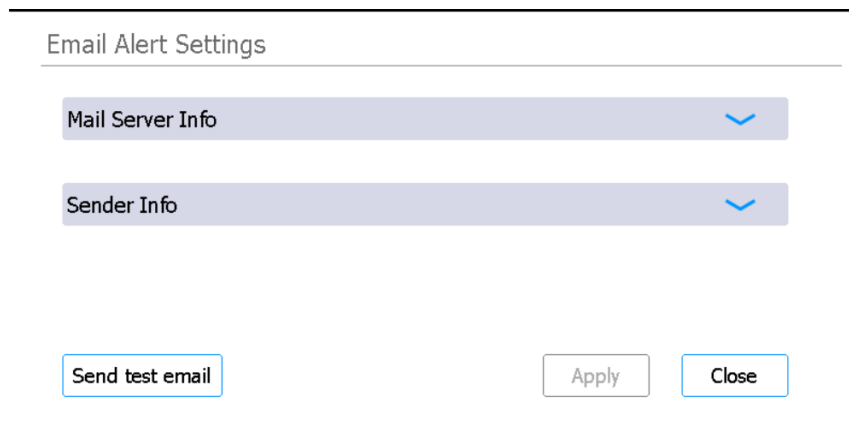 Email Alert Settings
Mail Server Info
Sender Info
Send test email
Apply
Close